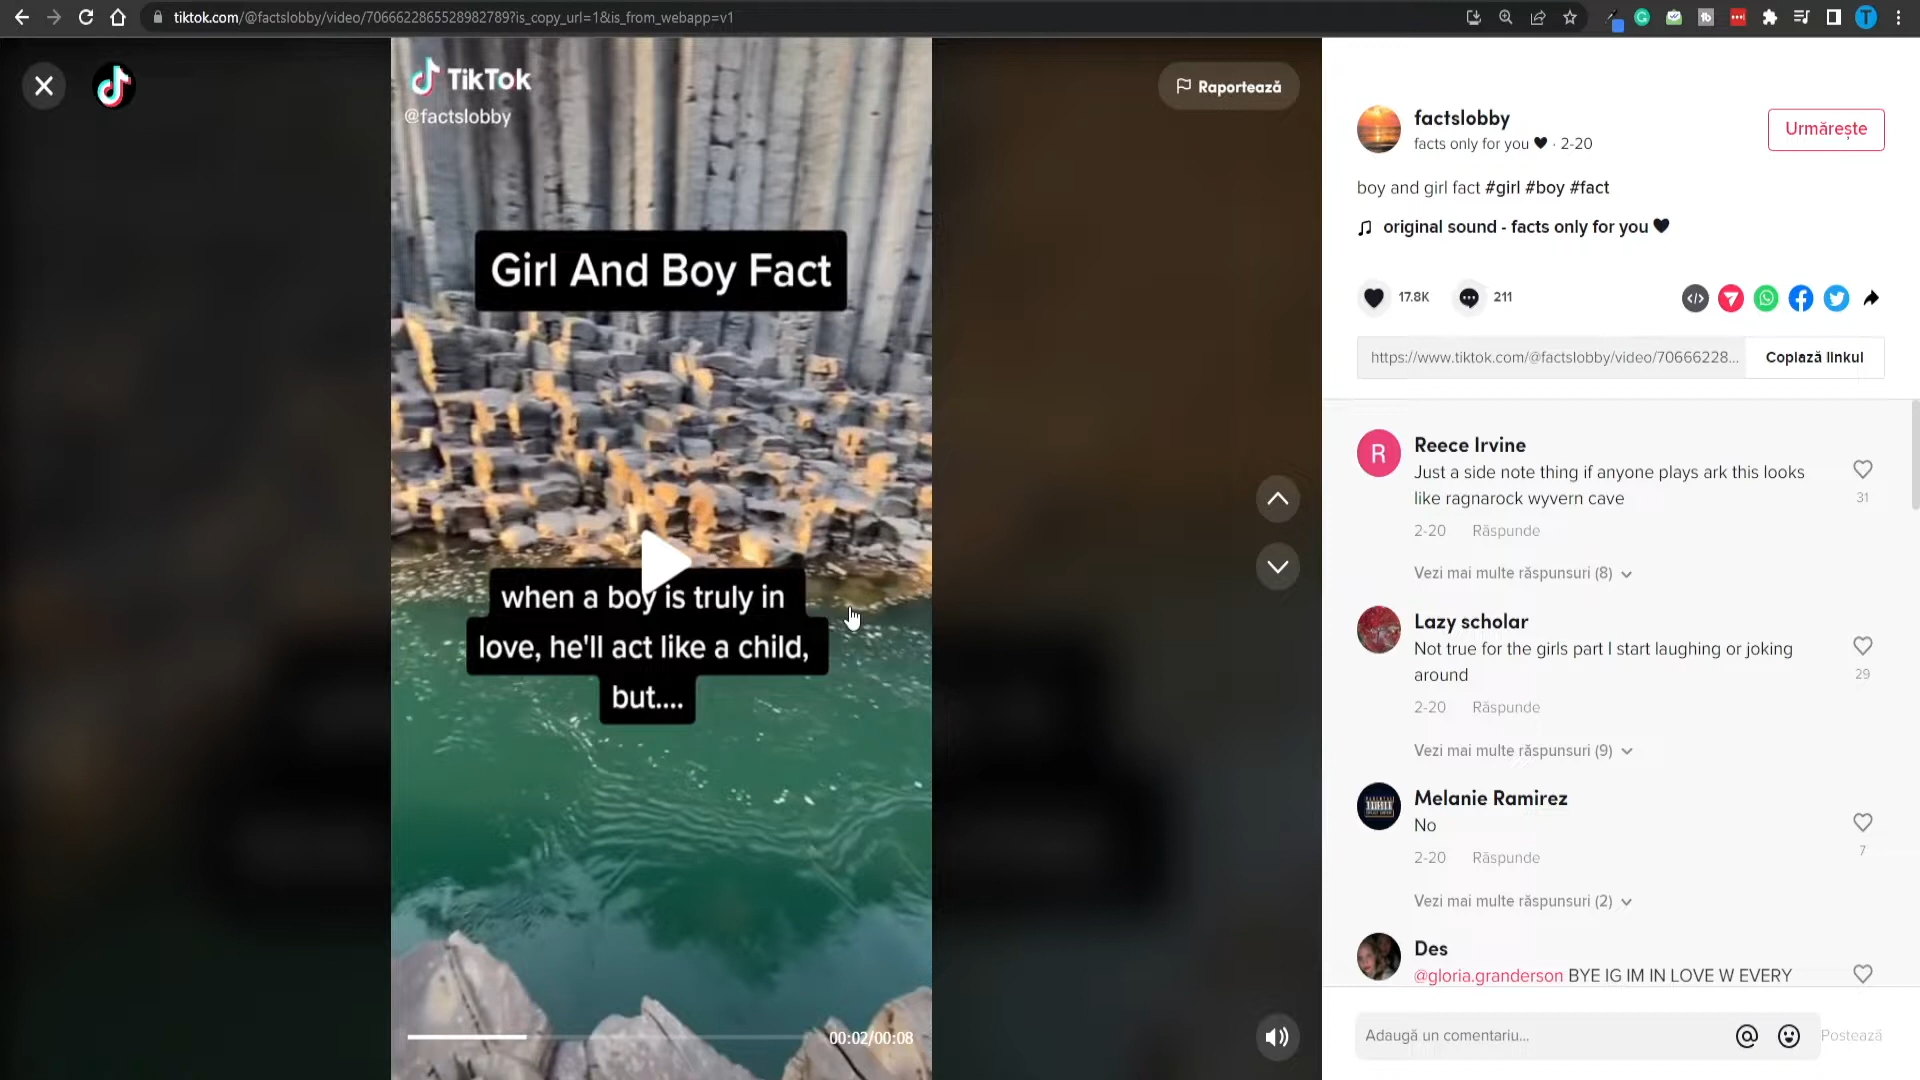 tiktok.com/@factslobby/video/7066622865528982789?is_copy_url=1&is_from_webapp=v1
T
TikTok
@factslobby
Raportează
Girl And Boy Fact
when a boy is truly in
love, he'll act like a child,
but....
00:02/00:08
factslobby
facts only for you 🖤 · 2-20
Urmărește
boy and girl fact #girl #boy #fact
original sound - facts only for you 🖤
17.8K
211
https://www.tiktok.com/@factslobby/video/70666228...
Copiază linkul
R
Reece Irvine
Just a side note thing if anyone plays ark this looks
like ragnarock wyvern cave
31
2-20 Răspunde
Vezi mai multe răspunsuri (8)
Lazy scholar
Not true for the girls part I start laughing or joking
around
29
2-20 Răspunde
Vezi mai multe răspunsuri (9)
Melanie Ramirez
No
7
2-20 Răspunde
Vezi mai multe răspunsuri (2)
Des
@gloria.granderson BYE IG IM IN LOVE W EVERY
Adaugă un comentariu...
@
Postează